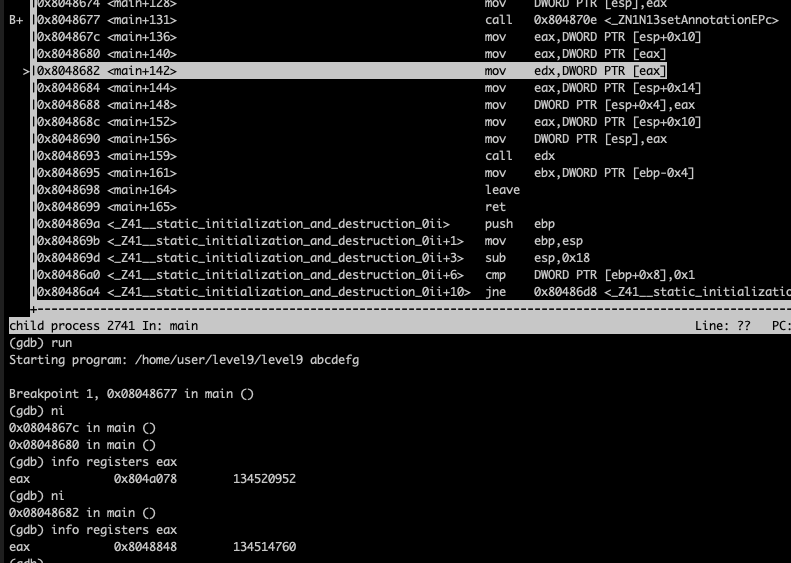 0x8048674 <main+128> mov DWORD PTR [esp],eax
B+ 0x8048677 <main+131> call 0x804870e <_ZN1N13setAnnotationEPc>
0x804867c <main+136> mov eax,DWORD PTR [esp+0x10]
0x8048680 <main+140> mov eax,DWORD PTR [eax]
>0x8048682 <main+142> mov edx,DWORD PTR [eax]
0x8048684 <main+144> mov eax,DWORD PTR [esp+0x14]
0x8048688 <main+148> mov DWORD PTR [esp+0x4],eax
0x804868c <main+152> mov eax,DWORD PTR [esp+0x10]
0x8048690 <main+156> mov DWORD PTR [esp],eax
0x8048693 <main+159> call edx
0x8048695 <main+161> mov ebx,DWORD PTR [ebp-0x4]
0x8048698 <main+164> leave
0x8048699 <main+165> ret
0x804869a <_Z41__static_initialization_and_destruction_0ii> push ebp
0x804869b <_Z41__static_initialization_and_destruction_0ii+1> mov ebp,esp
0x804869d <_Z41__static_initialization_and_destruction_0ii+3> sub esp,0x18
0x80486a0 <_Z41__static_initialization_and_destruction_0ii+6> cmp DWORD PTR [ebp+0x8],0x1
0x80486a4 <_Z41__static_initialization_and_destruction_0ii+10> jne 0x80486d8 <_Z41__static_initializatio
child process 2741 In: main Line: ?? PC:
(gdb) run
Starting program: /home/user/level9/level9 abcdefg
Breakpoint 1, 0x08048677 in main ()
(gdb) ni
0x0804867c in main ()
0x08048680 in main ()
(gdb) info registers eax
eax 0x804a078 134520952
(gdb) ni
0x08048682 in main ()
(gdb) info registers eax
eax 0x8048848 134514760
(gdb)